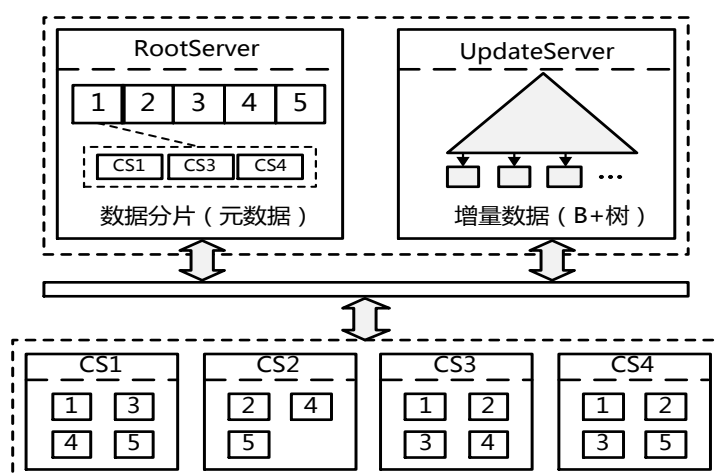 RootServer
1 2 3 4 5
CS1 CS3 CS4
数据分片（元数据）
UpdateServer
...
增量数据（B+树）
CS1
1 3
4 5
CS2
2 4
5
CS3
1 2
3 4
CS4
1 2
3 5